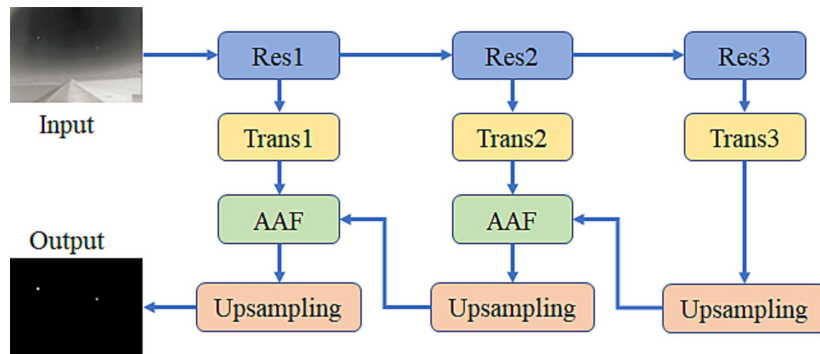 Res1
Res2
Res3
Input
Trans1
Trans2
Trans3
AAF
AAF
Output
Upsampling
Upsampling
Upsampling